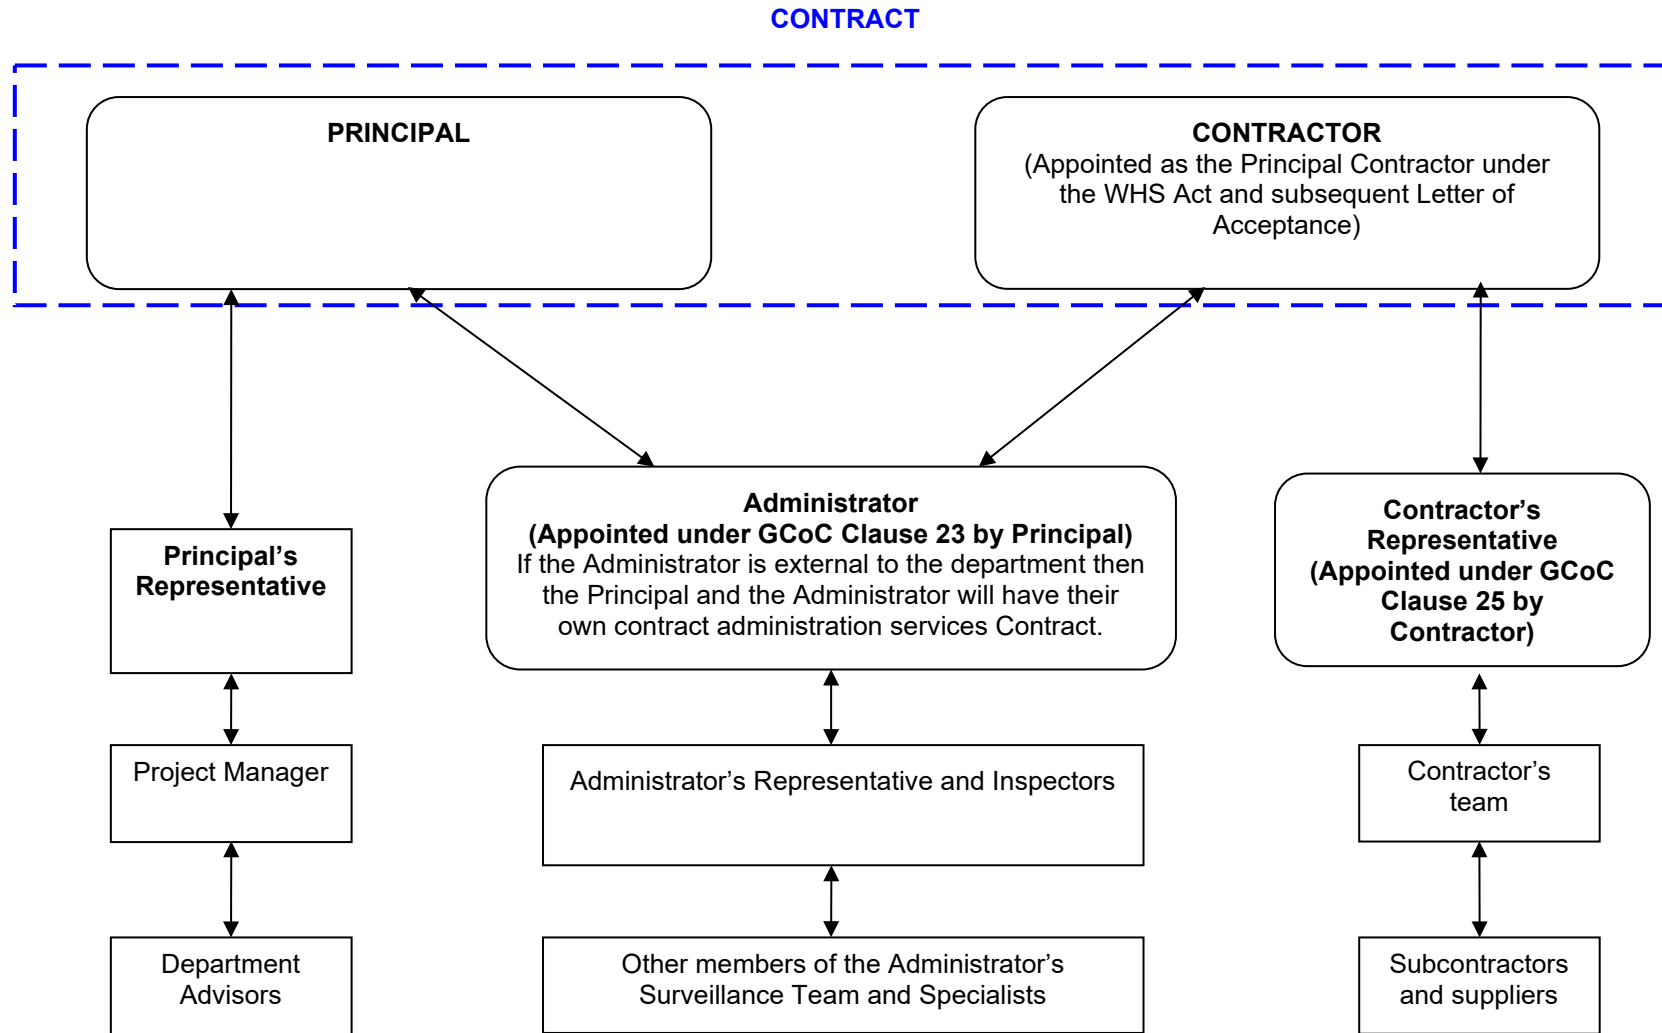 CONTRACT
PRINCIPAL
CONTRACTOR
(Appointed as the Principal Contractor under
the WHS Act and subsequent Letter of
Acceptance)
Principal’s
Representative
Administrator
(Appointed under GCoC Clause 23 by Principal)
If the Administrator is external to the department then
the Principal and the Administrator will have their
own contract administration services Contract.
Contractor’s
Representative
(Appointed under GCoC
Clause 25 by
Contractor)
Project Manager
Administrator’s Representative and Inspectors
Contractor’s
team
Department
Advisors
Other members of the Administrator’s
Surveillance Team and Specialists
Subcontractors
and suppliers